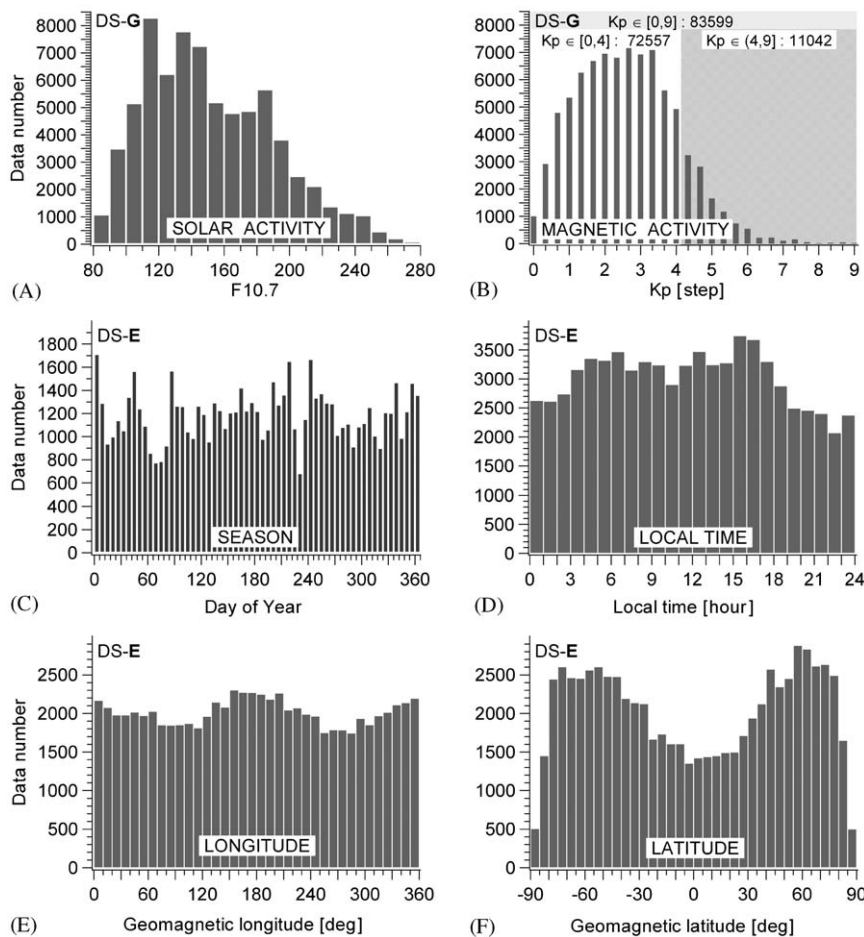 DS-G
Data number
8000
7000
6000
5000
4000
3000
2000
1000
0
SOLAR ACTIVITY
80 120 160 200 240 280
(A)
F10.7
DS-G Kp ∈ [0,9] : 83599
Kp ∈ [0,4] : 72557 Kp ∈ (4,9] : 11042
Data number
8000
7000
6000
5000
4000
3000
2000
1000
0
MAGNETIC ACTIVITY
0 1 2 3 4 5 6 7 8 9
(B)
Kp [step]
DS-E
Data number
1800
1600
1400
1200
1000
800
600
400
200
0
SEASON
0 60 120 180 240 300 360
(C)
Day of Year
DS-E
3500
3000
2500
2000
1500
1000
500
0
LOCAL TIME
0 3 6 9 12 15 18 21 24
(D)
Local time [hour]
DS-E
Data number
2500
2000
1500
1000
500
0
LONGITUDE
0 60 120 180 240 300 360
(E)
Geomagnetic longitude [deg]
DS-E
2500
2000
1500
1000
500
0
LATITUDE
-90 -60 -30 0 30 60 90
(F)
Geomagnetic latitude [deg]